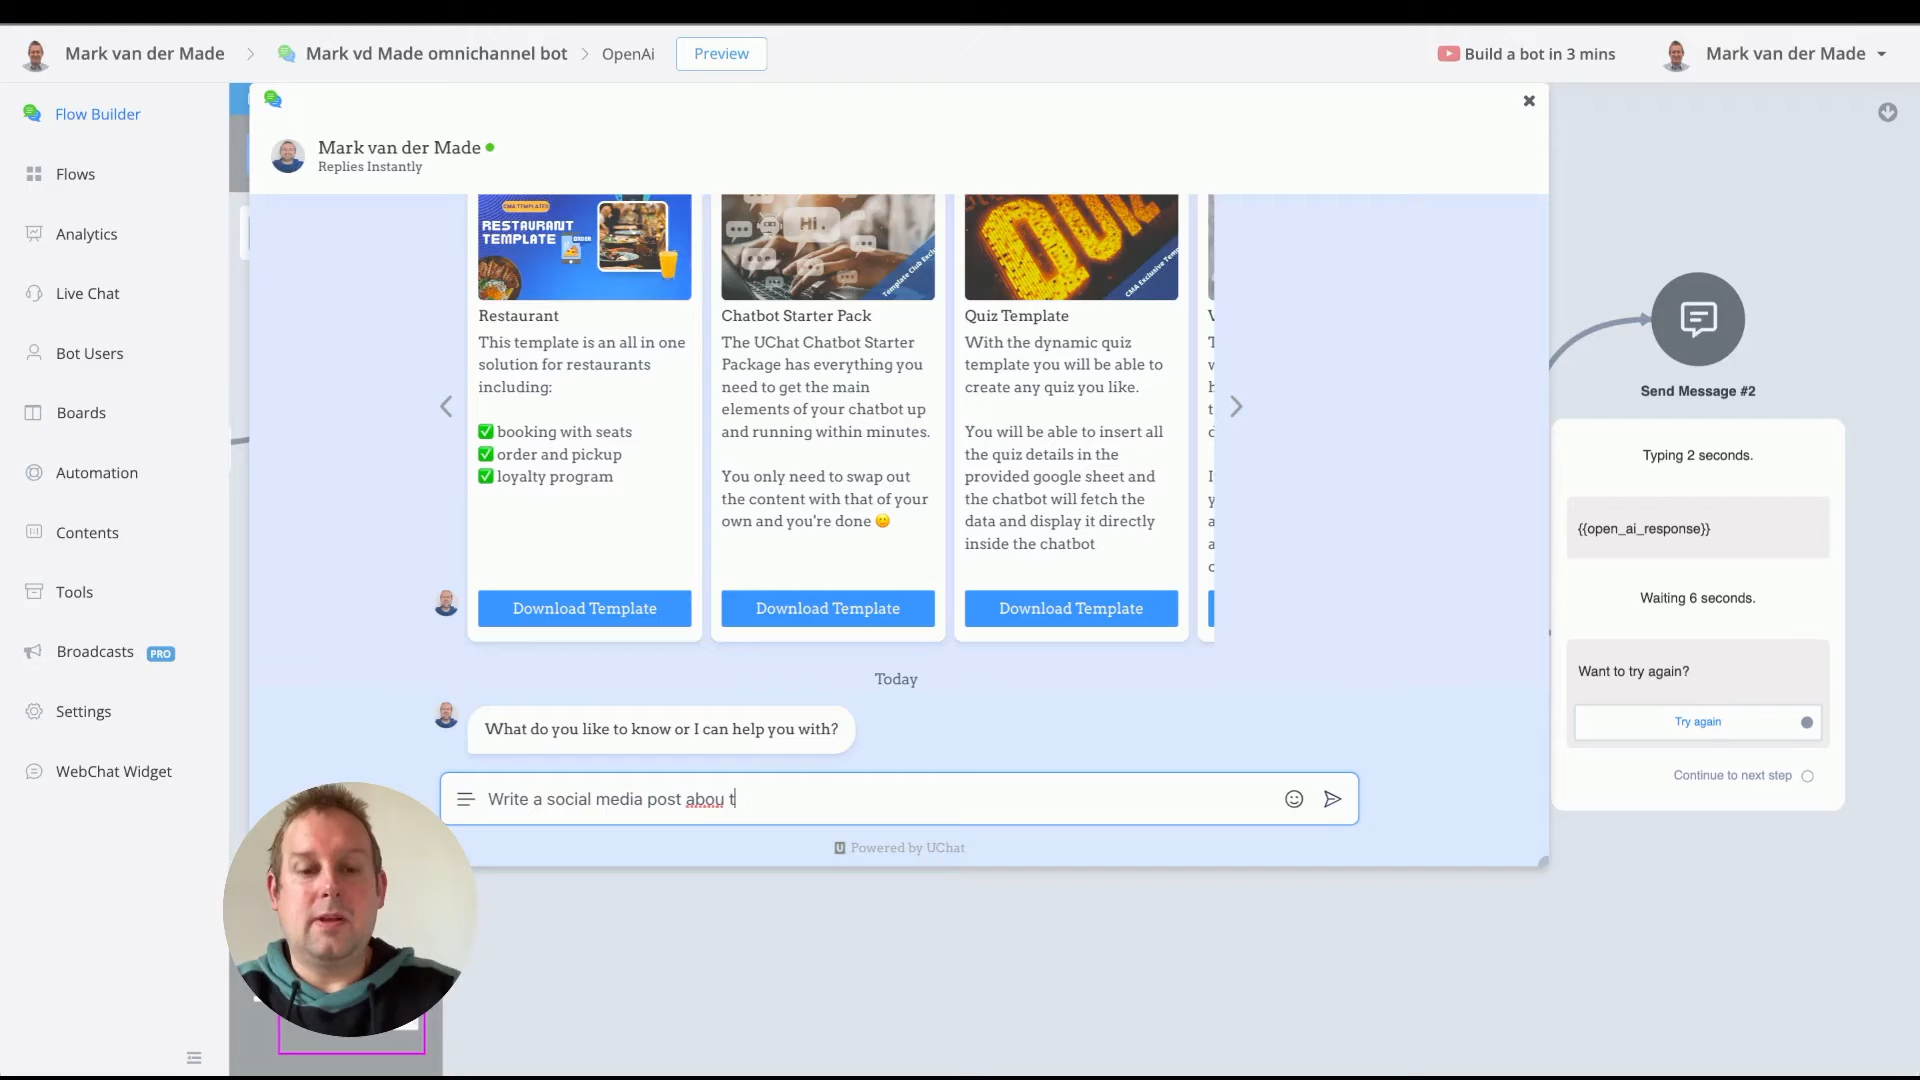 Mark van der Made
Mark vd Made omnichannel bot
OpenAi
Preview
Build a bot in 3 mins
Mark van der Made
Flow Builder
Flows
Analytics
Live Chat
Bot Users
Boards
Automation
Contents
Tools
Broadcasts PRO
Settings
WebChat Widget
Mark van der Made
Replies Instantly
CMA TEMPLATES
RESTAURANT
TEMPLATE
ORDER
Restaurant
This template is an all in one
solution for restaurants
including:
✅ booking with seats
✅ order and pickup
✅ loyalty program
Download Template
Hi.
Chatbot Starter Pack
The UChat Chatbot Starter
Package has everything you
need to get the main
elements of your chatbot up
and running within minutes.
You only need to swap out
the content with that of your
own and you're done 🙂
Download Template
QUIZ
Quiz Template
With the dynamic quiz
template you will be able to
create any quiz you like.
You will be able to insert all
the quiz details in the
provided google sheet and
the chatbot will fetch the
data and display it directly
inside the chatbot
Download Template
Today
What do you like to know or I can help you with?
Write a social media post abou t
Powered by UChat
Send Message #2
Typing 2 seconds.
{{open_ai_response}}
Waiting 6 seconds.
Want to try again?
Try again
Continue to next step